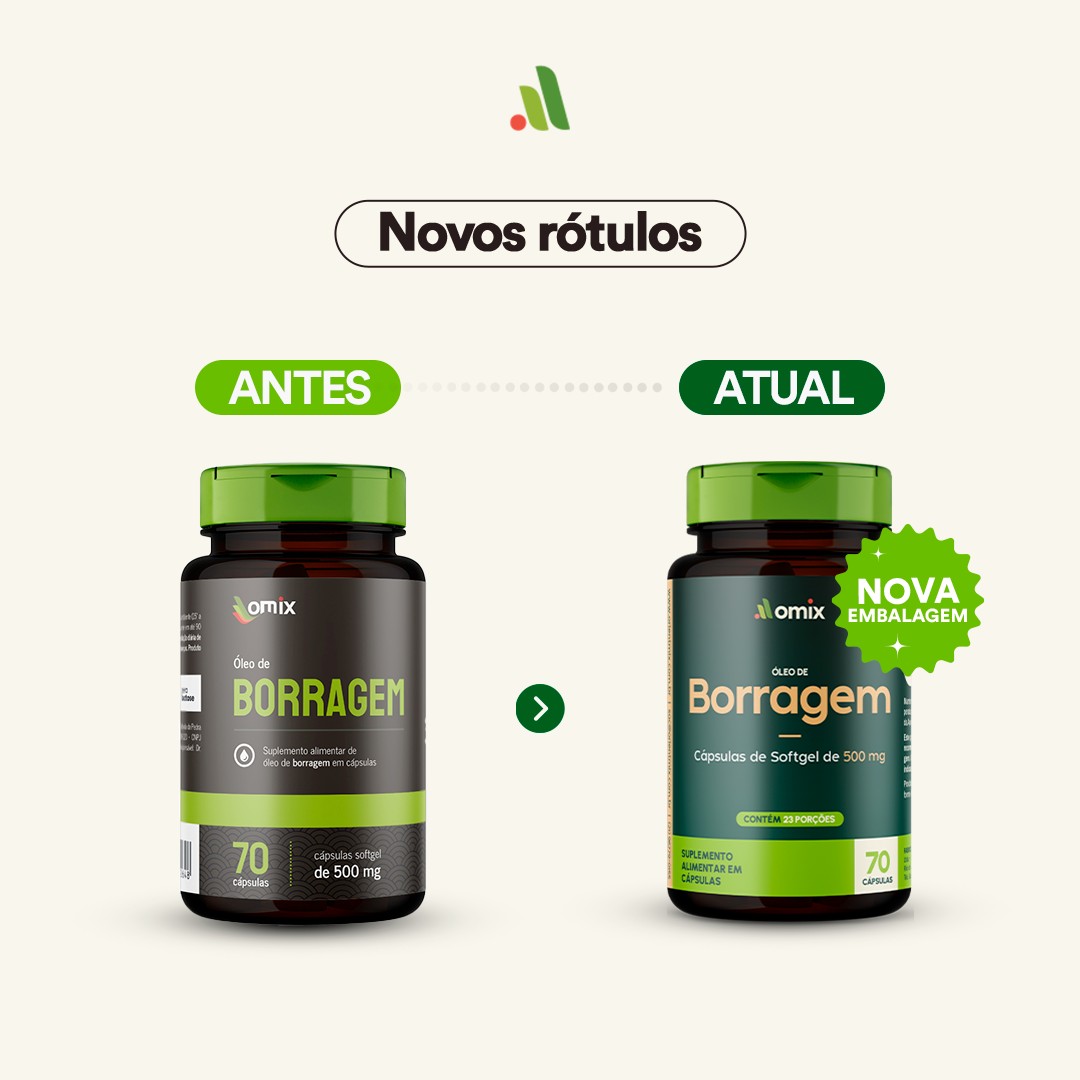 Novos rótulos
ANTES
ATUAL
omix
Óleo de
BORRAGEM
Suplemento alimentar de
óleo de borragem em cápsulas
70
cápsulas
cápsulas softgel
de 500 mg
omix
ÓLEO DE
Borragem
Cápsulas de Softgel de 500 mg
CONTÉM 23 PORÇÕES
SUPLEMENTO
ALIMENTAR EM
CÁPSULAS
70
CÁPSULAS
NOVA
EMBALAGEM